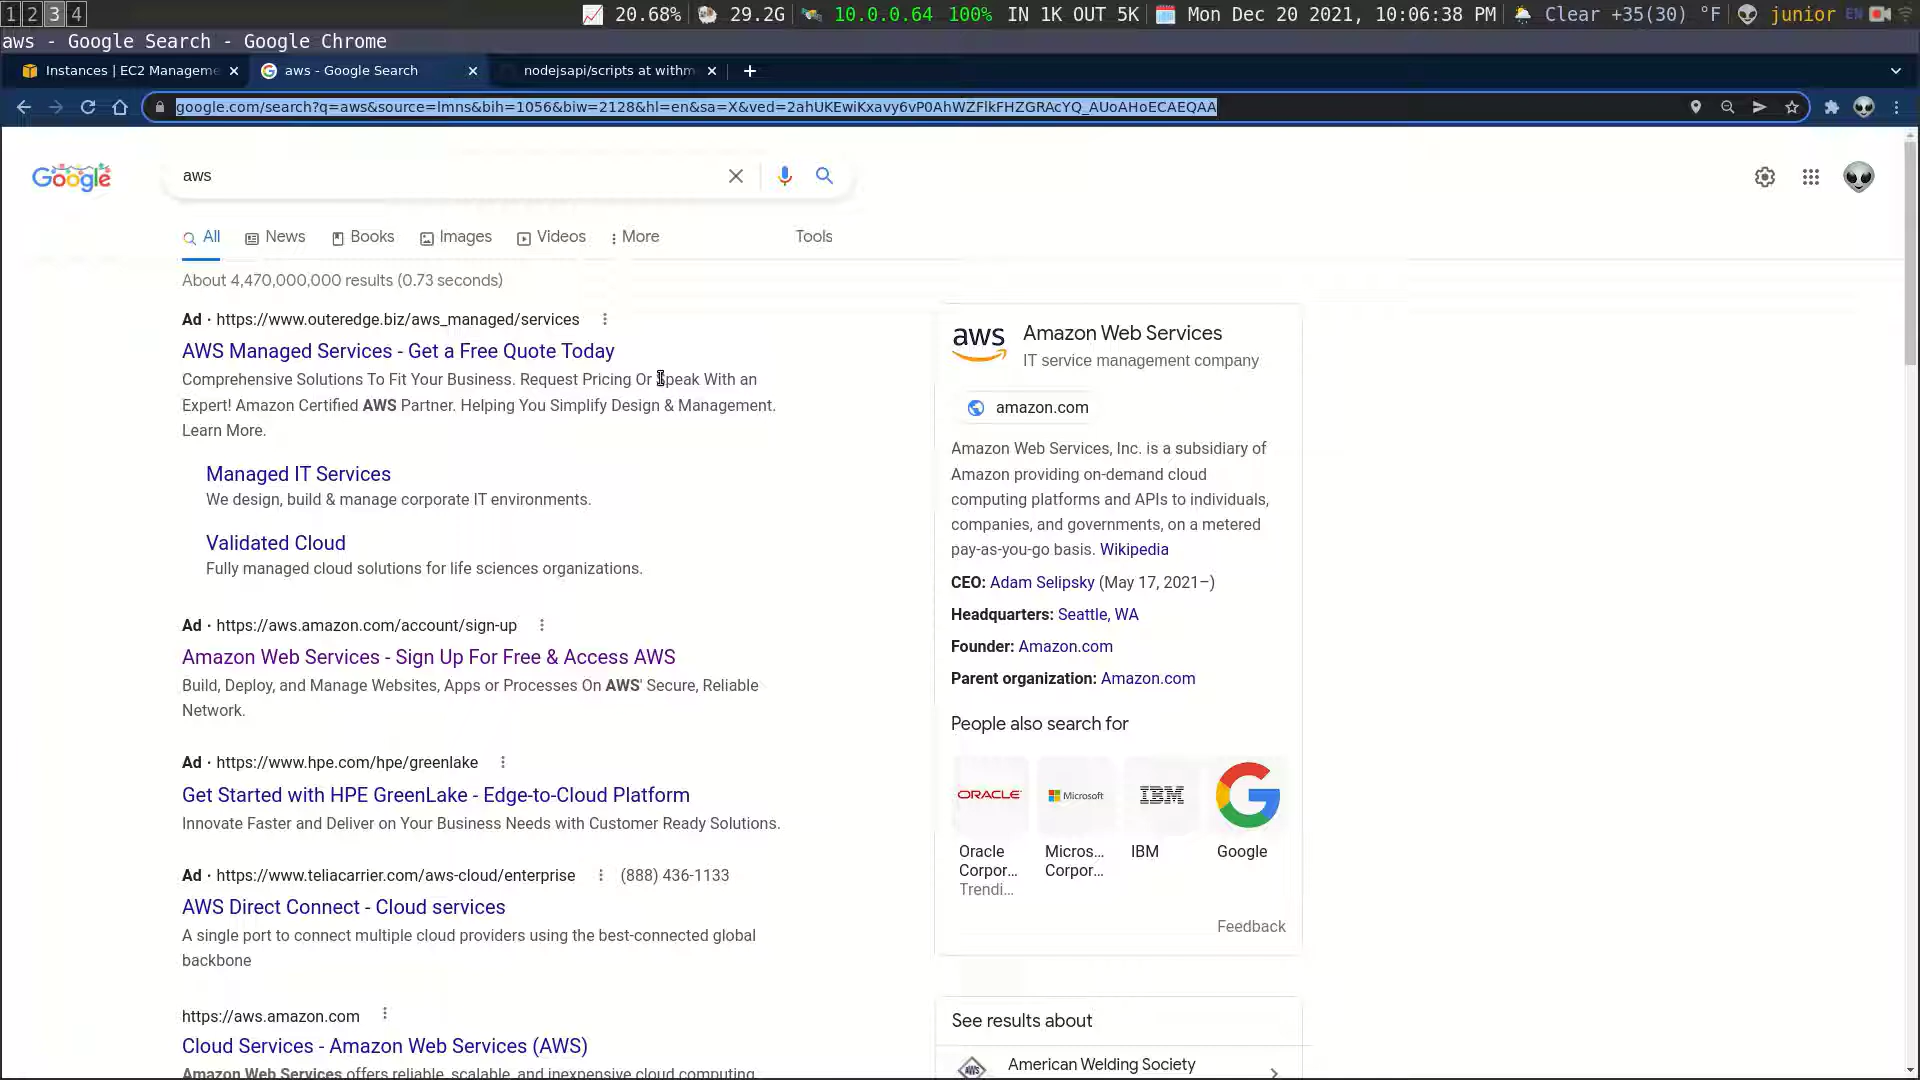 1 2 3 4 20.68% 29.2G 10.0.0.64 100% IN 1K OUT 5K Mon Dec 20 2021, 10:06:38 PM Clear +35(30) °F junior EN
aws - Google Search - Google Chrome
Instances | EC2 Manageme aws - Google Search nodejsapi/scripts at withm
google.com/search?q=aws&source=lmns&bih=1056&biw=2128&hl=en&sa=X&ved=2ahUKEwiKxavy6vP0AhWZFlkFHZGRAcYQ_AUoAHoECAEQAA
Google aws
All News Books Images Videos More Tools
About 4,470,000,000 results (0.73 seconds)
Ad · https://www.outeredge.biz/aws_managed/services
AWS Managed Services - Get a Free Quote Today
Comprehensive Solutions To Fit Your Business. Request Pricing Or Speak With an
Expert! Amazon Certified AWS Partner. Helping You Simplify Design & Management.
Learn More.
Managed IT Services
We design, build & manage corporate IT environments.
Validated Cloud
Fully managed cloud solutions for life sciences organizations.
Ad · https://aws.amazon.com/account/sign-up
Amazon Web Services - Sign Up For Free & Access AWS
Build, Deploy, and Manage Websites, Apps or Processes On AWS' Secure, Reliable
Network.
Ad · https://www.hpe.com/hpe/greenlake
Get Started with HPE GreenLake - Edge-to-Cloud Platform
Innovate Faster and Deliver on Your Business Needs with Customer Ready Solutions.
Ad · https://www.teliacarrier.com/aws-cloud/enterprise (888) 436-1133
AWS Direct Connect - Cloud services
A single port to connect multiple cloud providers using the best-connected global
backbone
https://aws.amazon.com
Cloud Services - Amazon Web Services (AWS)
Amazon Web Services offers reliable, scalable, and inexpensive cloud computing
aws Amazon Web Services
IT service management company
amazon.com
Amazon Web Services, Inc. is a subsidiary of
Amazon providing on-demand cloud
computing platforms and APIs to individuals,
companies, and governments, on a metered
pay-as-you-go basis. Wikipedia
CEO: Adam Selipsky (May 17, 2021–)
Headquarters: Seattle, WA
Founder: Amazon.com
Parent organization: Amazon.com
People also search for
ORACLE Microsoft IBM G
Oracle Micros... IBM Google
Corpor... Corpor...
Trendi...
Feedback
See results about
AWS American Welding Society